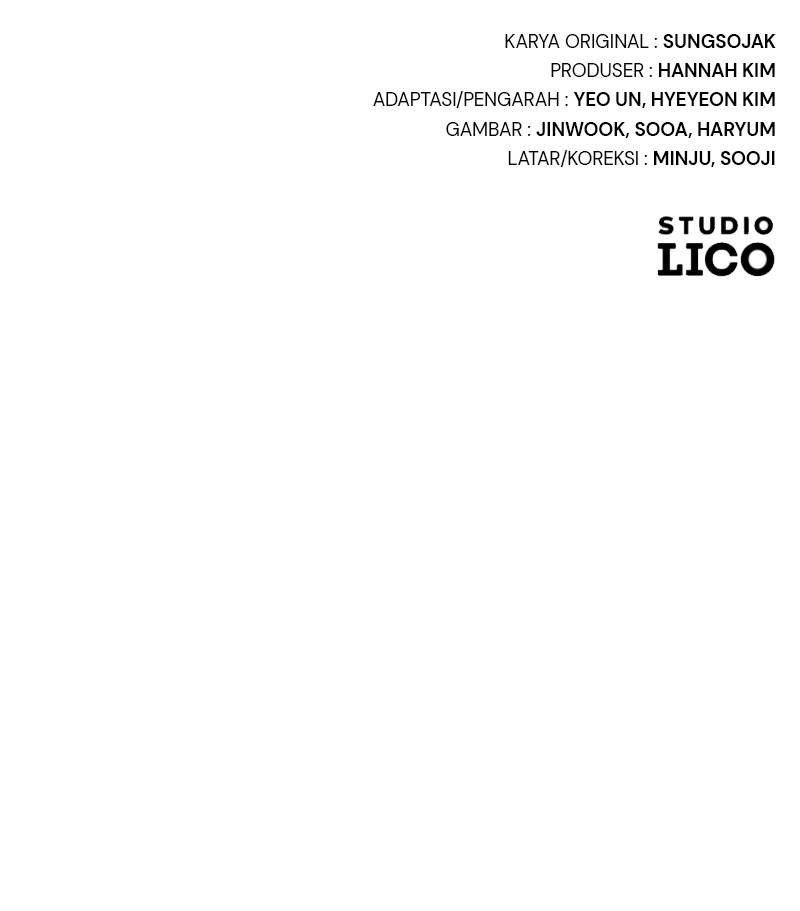 KARYA ORIGINAL : SUNGSOJAK
PRODUSER : HANNAH KIM
ADAPTASI/PENGARAH : YEO UN, HYEYEON KIM
GAMBAR : JINWOOK, SOOA, HARYUM
LATAR/KOREKSI : MINJU, SOOJI
STUDIO
LICO